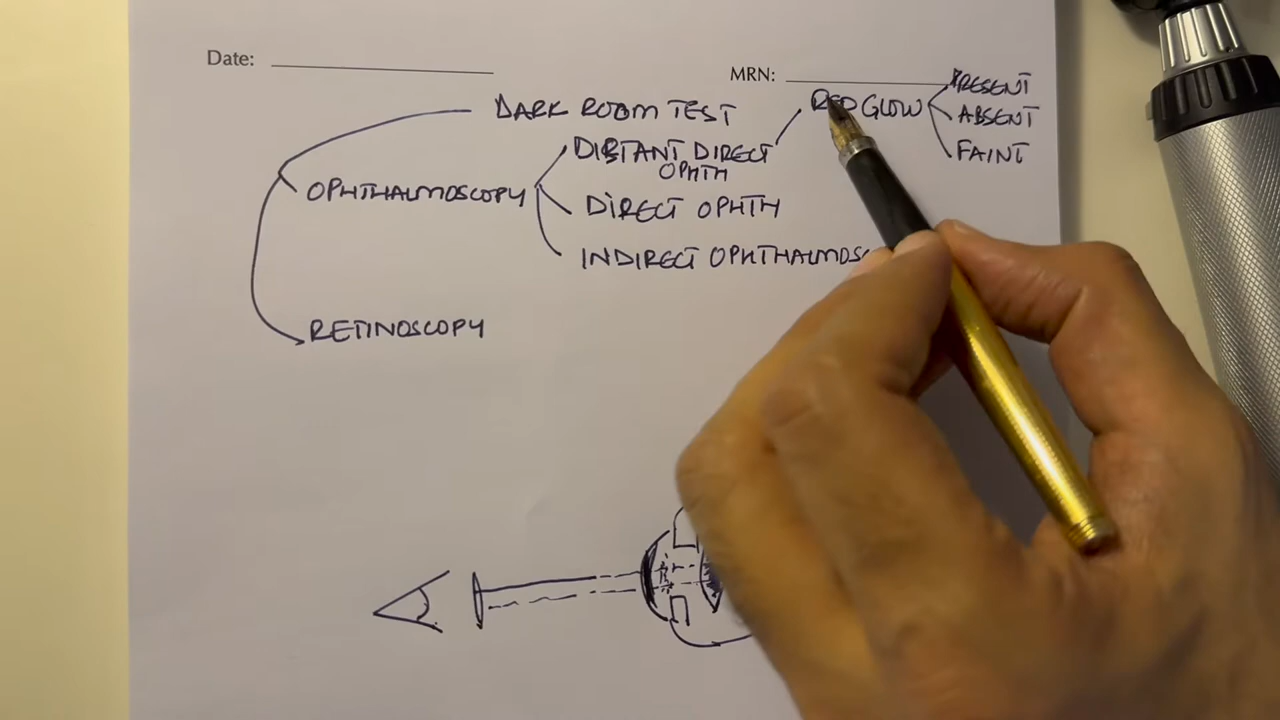 Date:
MRN:
PRESENT
DARK ROOM TEST
RED GLOW
ABSENT
DISTANT DIRECT
OPHTH
FAINT
OPHTHALMOSCOPY
DIRECT OPHTH
INDIRECT
RETINOSCOPY